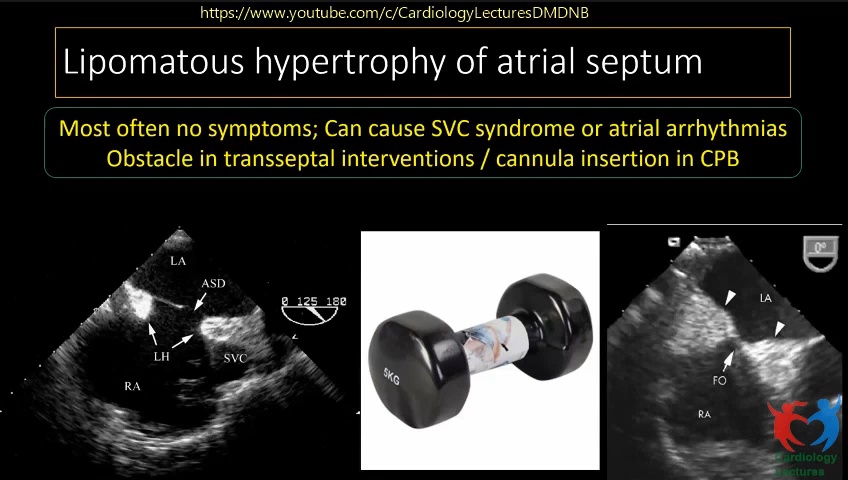 https://www.youtube.com/c/CardiologyLecturesDMDNB
Lipomatous hypertrophy of atrial septum
Most often no symptoms; Can cause SVC syndrome or atrial arrhythmias
Obstacle in transseptal interventions / cannula insertion in CPB
LA
ASD
0 125 180
LH
SVC
RA
5KG
0°
LA
FO
RA
Cardiology
Lectures